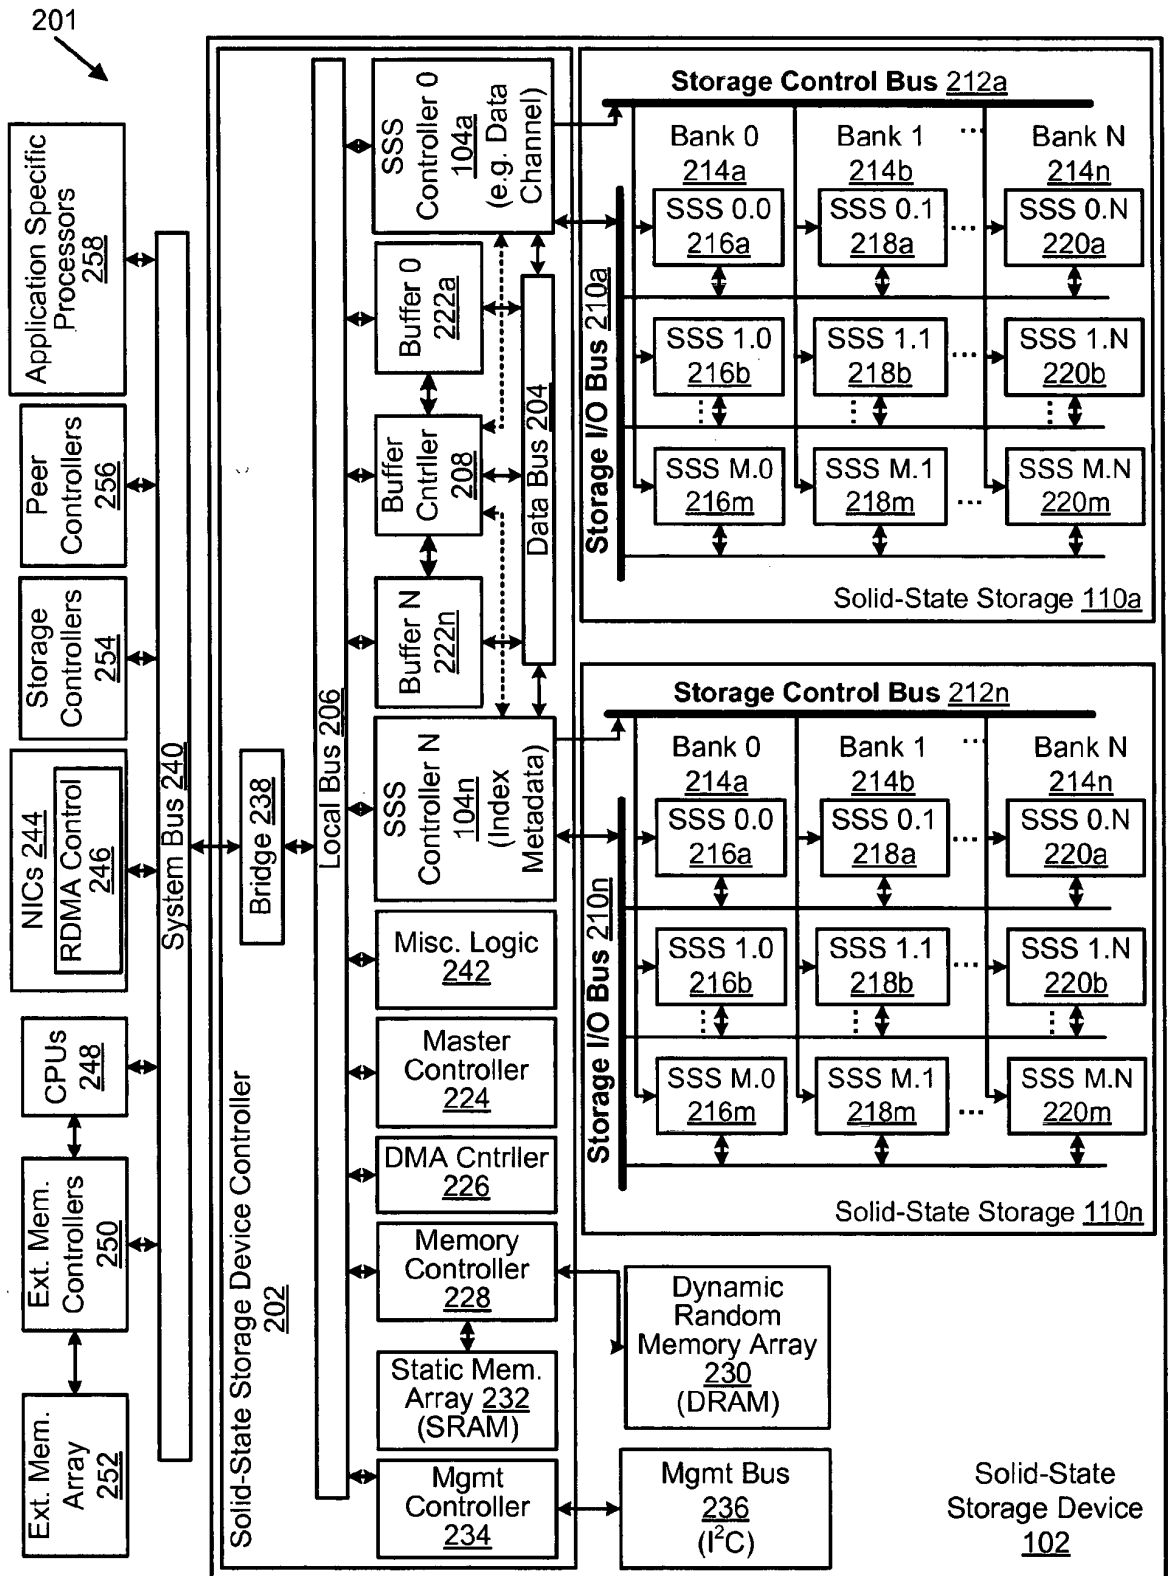 201
Application Specific
Processors
258
Peer
Controllers
256
Storage
Controllers
254
NICs 244
RDMA Control
246
CPUs
248
Ext. Mem.
Controllers
250
Ext. Mem.
Array
252
System Bus 240
Bridge 238
Solid-State Storage Device Controller
202
Local Bus 206
SSS
Controller 0
104a
(e.g. Data
Channel)
Buffer 0
222a
Buffer
Cntrller
208
Buffer N
222n
Data Bus 204
SSS
Controller N
104n
(Index
Metadata)
Misc. Logic
242
Master
Controller
224
DMA Cntrller
226
Memory
Controller
228
Static Mem.
Array 232
(SRAM)
Mgmt
Controller
234
Storage Control Bus 212a
Storage I/O Bus 210a
Bank 0
214a
Bank 1
214b
...
Bank N
214n
SSS 0.0
216a
SSS 0.1
218a
...
SSS 0.N
220a
SSS 1.0
216b
SSS 1.1
218b
...
SSS 1.N
220b
... ... ...
SSS M.0
216m
SSS M.1
218m
...
SSS M.N
220m
Solid-State Storage 110a
Storage Control Bus 212n
Storage I/O Bus 210n
Bank 0
214a
Bank 1
214b
...
Bank N
214n
SSS 0.0
216a
SSS 0.1
218a
...
SSS 0.N
220a
SSS 1.0
216b
SSS 1.1
218b
...
SSS 1.N
220b
... ... ...
SSS M.0
216m
SSS M.1
218m
...
SSS M.N
220m
Solid-State Storage 110n
Dynamic
Random
Memory Array
230
(DRAM)
Mgmt Bus
236
(I²C)
Solid-State
Storage Device
102